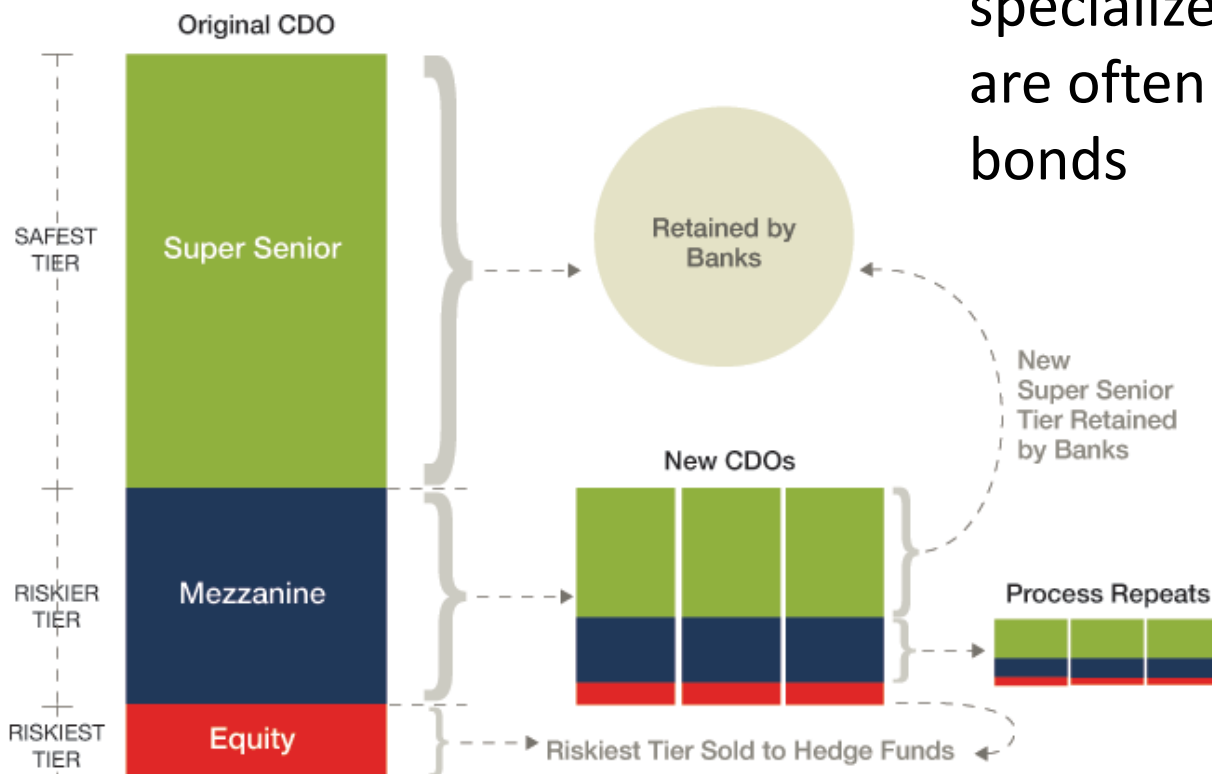 specialize
are often
bonds
Original CDO
SAFEST
TIER
Super Senior
Retained by
Banks
New
Super Senior
Tier Retained
by Banks
New CDOs
RISKIER
TIER
Mezzanine
Process Repeats
RISKIEST
TIER
Equity
Riskiest Tier Sold to Hedge Funds